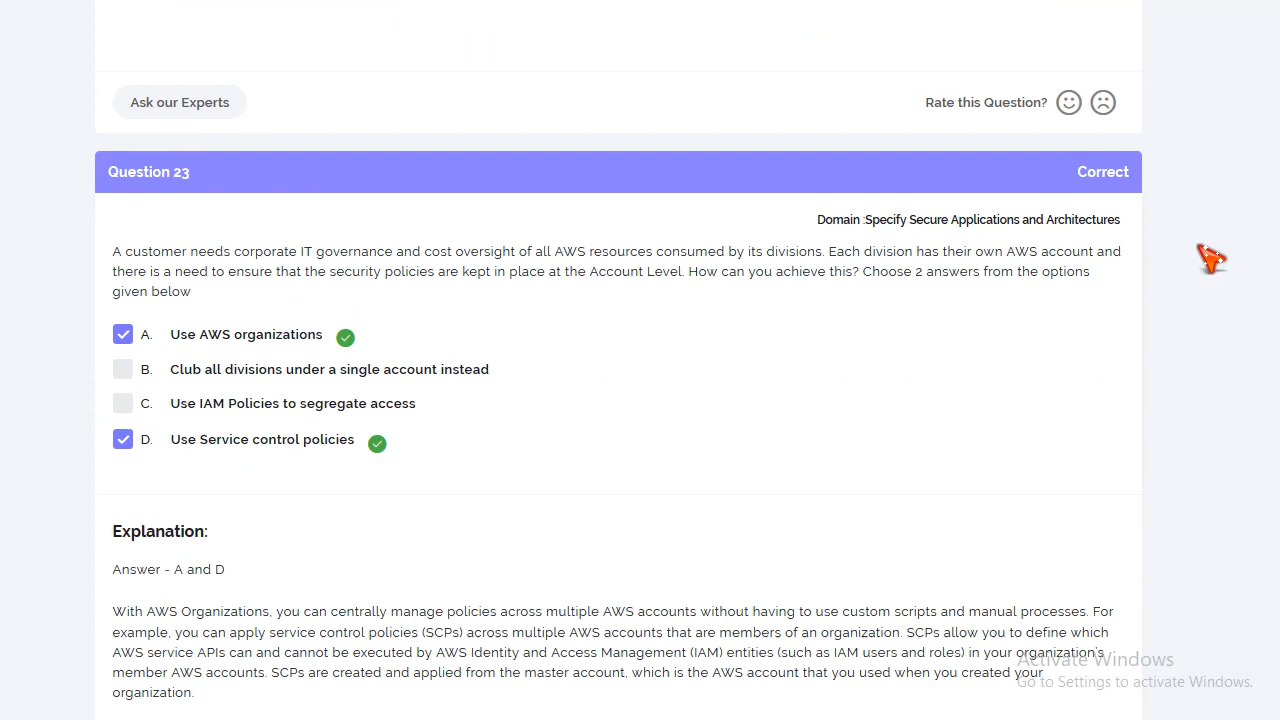 Ask our Experts
Rate this Question?
Question 23
Correct
Domain :Specify Secure Applications and Architectures
A customer needs corporate IT governance and cost oversight of all AWS resources consumed by its divisions. Each division has their own AWS account and
there is a need to ensure that the security policies are kept in place at the Account Level. How can you achieve this? Choose 2 answers from the options
given below
A. Use AWS organizations
B. Club all divisions under a single account instead
C. Use IAM Policies to segregate access
D. Use Service control policies
Explanation:
Answer - A and D
With AWS Organizations, you can centrally manage policies across multiple AWS accounts without having to use custom scripts and manual processes. For
example, you can apply service control policies (SCPs) across multiple AWS accounts that are members of an organization. SCPs allow you to define which
AWS service APIs can and cannot be executed by AWS Identity and Access Management (IAM) entities (such as IAM users and roles) in your organization's
member AWS accounts. SCPs are created and applied from the master account, which is the AWS account that you used when you created your
organization.
Activate Windows
Go to Settings to activate Windows.